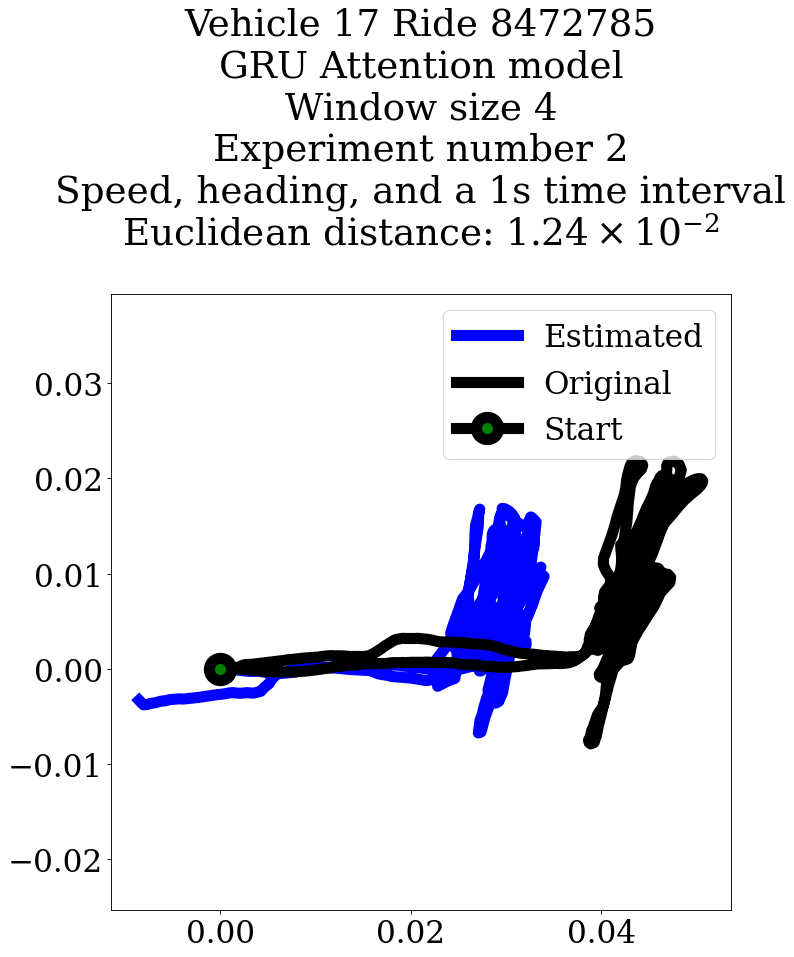 Vehicle 17 Ride 8472785
GRU Attention model
Window size 4
Experiment number 2
Speed, heading, and a 1s time interval
Euclidean distance: 1.24 × 10⁻²
Estimated
Original
Start
0.03
0.02
0.01
0.00
−0.01
−0.02
0.00 0.02 0.04